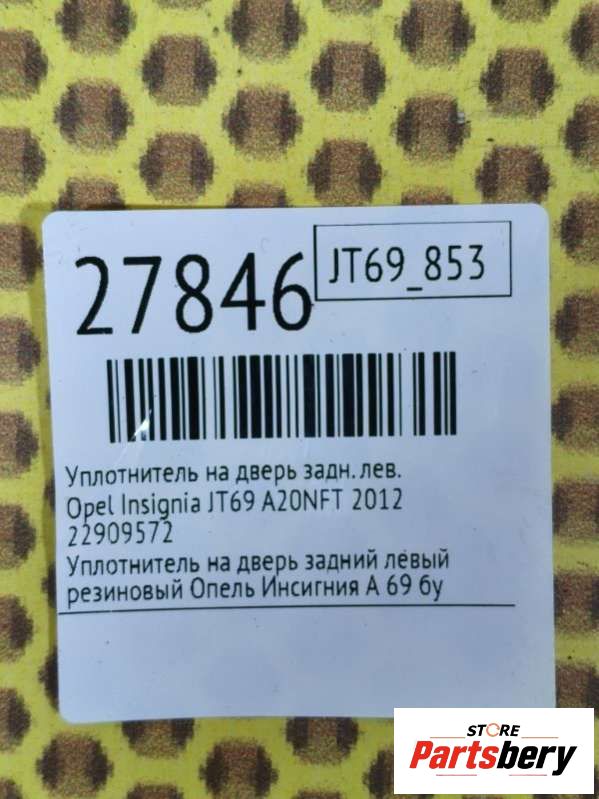 27846
JT69_853
Уплотнитель на дверь задн. лев.
Opel Insignia JT69 A20NFT 2012
22909572
Уплотнитель на дверь задний левый
резиновый Опель Инсигния А 69 бу
STORE
Partsbery